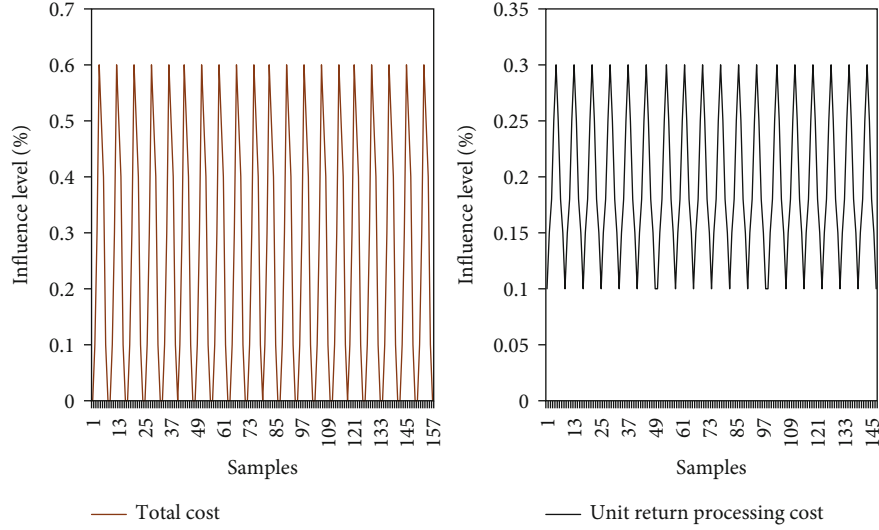 0.7
0.6
0.5
0.4
0.3
0.2
0.1
0
Influence level (%)
1 13 25 37 49 61 73 85 97 109 121 133 145 157
Samples
Total cost
0.35
0.3
0.25
0.2
0.15
0.1
0.05
0
Influence level (%)
1 13 25 37 49 61 73 85 97 109 121 133 145
Samples
Unit return processing cost